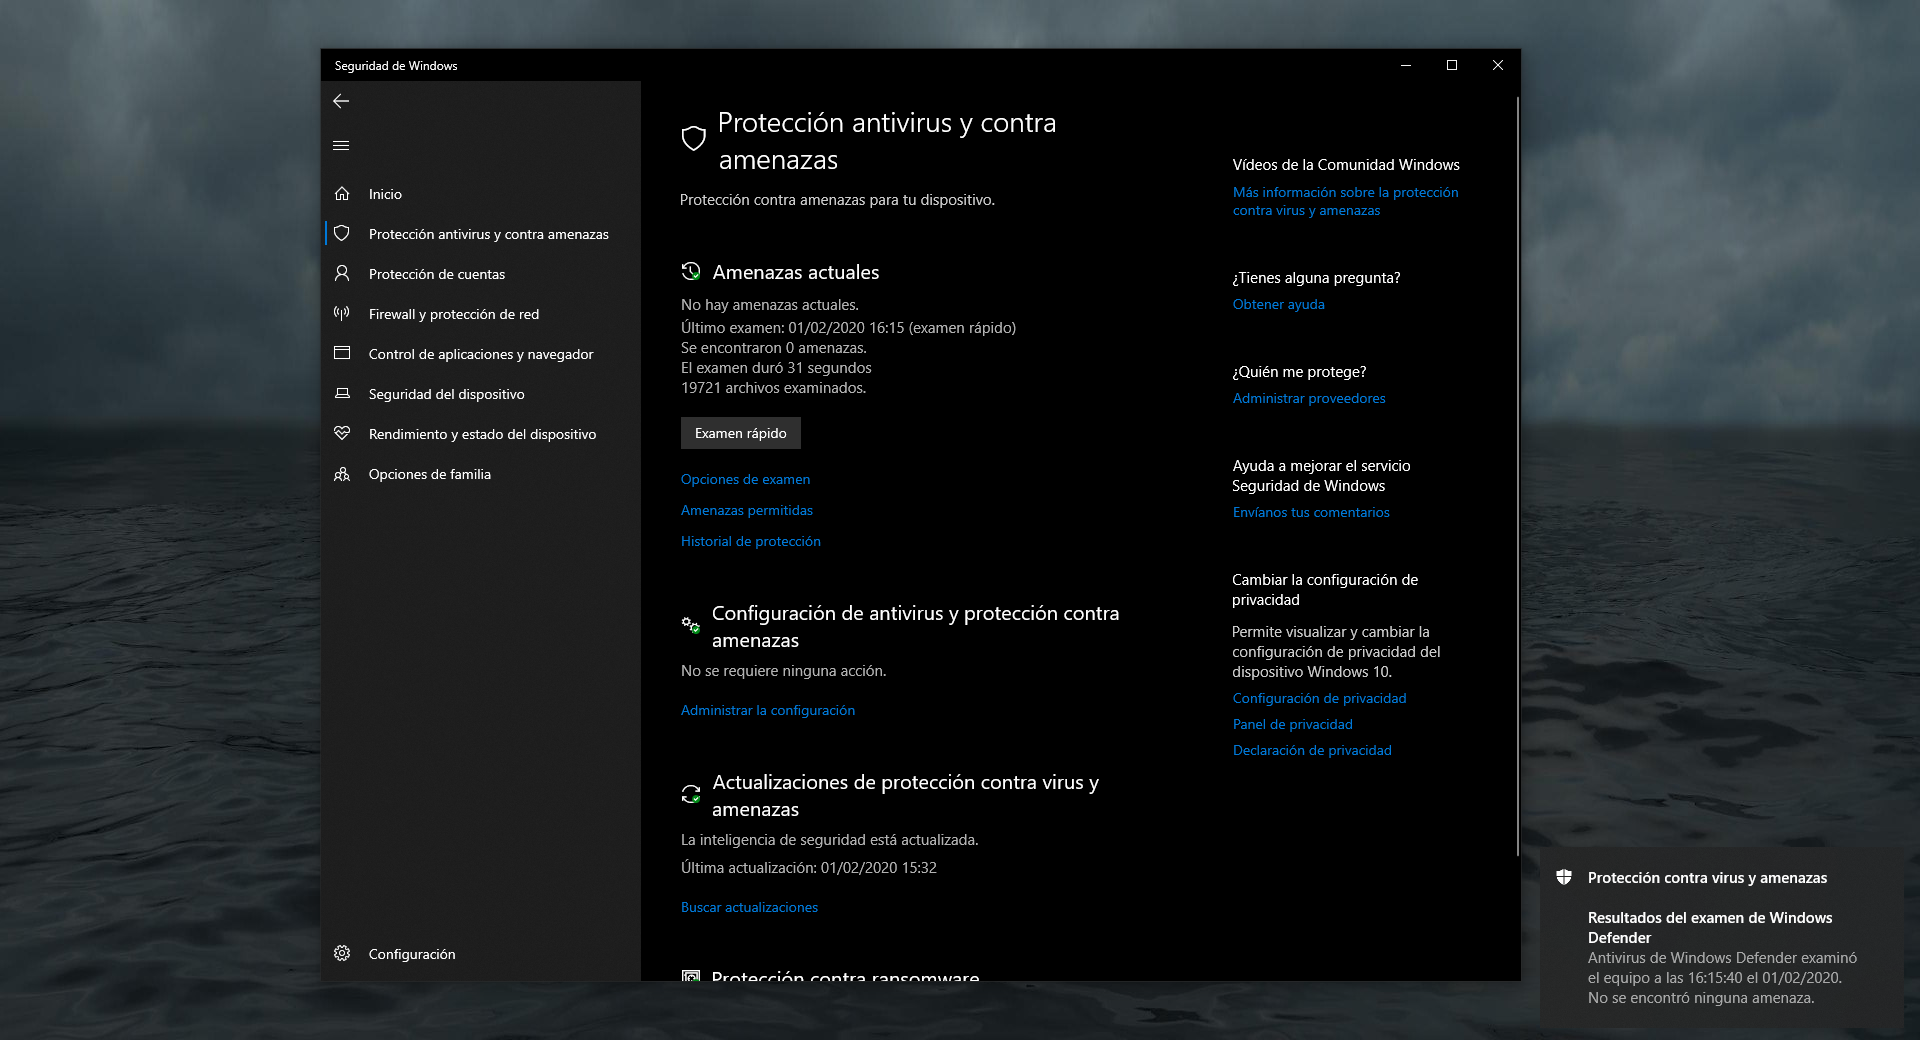 Seguridad de Windows
Inicio
Protección antivirus y contra amenazas
Protección de cuentas
Firewall y protección de red
Control de aplicaciones y navegador
Seguridad del dispositivo
Rendimiento y estado del dispositivo
Opciones de familia
Configuración
Protección antivirus y contra
amenazas
Protección contra amenazas para tu dispositivo.
Amenazas actuales
No hay amenazas actuales.
Último examen: 01/02/2020 16:15 (examen rápido)
Se encontraron 0 amenazas.
El examen duró 31 segundos
19721 archivos examinados.
Examen rápido
Opciones de examen
Amenazas permitidas
Historial de protección
Configuración de antivirus y protección contra
amenazas
No se requiere ninguna acción.
Administrar la configuración
Actualizaciones de protección contra virus y
amenazas
La inteligencia de seguridad está actualizada.
Última actualización: 01/02/2020 15:32
Buscar actualizaciones
Protección contra ransomware
Vídeos de la Comunidad Windows
Más información sobre la protección
contra virus y amenazas
¿Tienes alguna pregunta?
Obtener ayuda
¿Quién me protege?
Administrar proveedores
Ayuda a mejorar el servicio
Seguridad de Windows
Envíanos tus comentarios
Cambiar la configuración de
privacidad
Permite visualizar y cambiar la
configuración de privacidad del
dispositivo Windows 10.
Configuración de privacidad
Panel de privacidad
Declaración de privacidad
Protección contra virus y amenazas
Resultados del examen de Windows
Defender
Antivirus de Windows Defender examinó
el equipo a las 16:15:40 el 01/02/2020.
No se encontró ninguna amenaza.